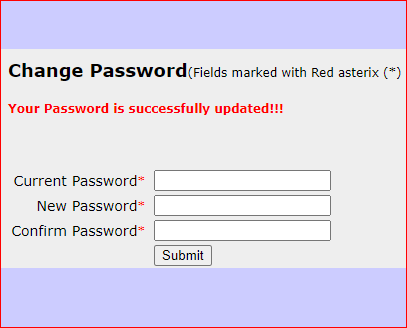 Change Password(Fields marked with Red asterix (*)
Your Password is successfully updated!!!
Current Password*
New Password*
Confirm Password*
Submit